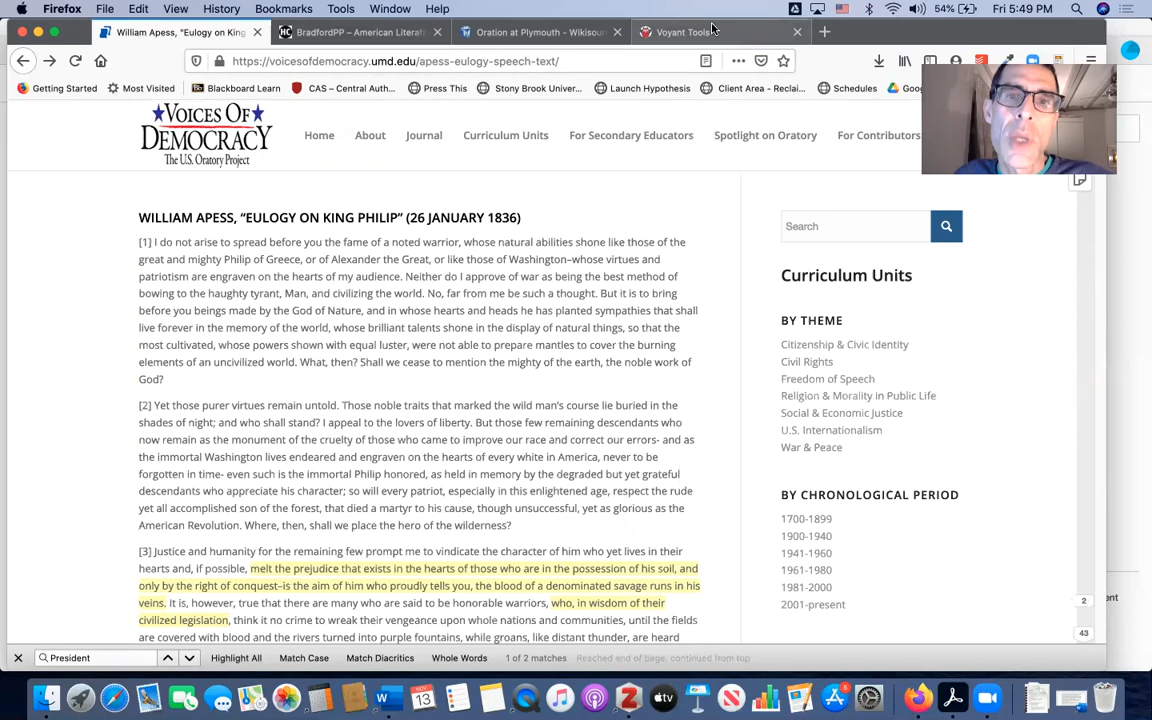 Firefox File Edit View History Bookmarks Tools Window Help
54% Fri 5:49 PM
William Apess, "Eulogy on King
BradfordPP – American Literat
Oration at Plymouth - Wikisour
Voyant Tools
https://voicesofdemocracy.umd.edu/apess-eulogy-speech-text/
Getting Started Most Visited Blackboard Learn CAS – Central Auth... Press This Stony Brook Univer... Launch Hypothesis Client Area - Reclai... Schedules Goog
VOICES OF
DEMOCRACY
The U.S. Oratory Project
Home About Journal Curriculum Units For Secondary Educators Spotlight on Oratory For Contributors
WILLIAM APESS, “EULOGY ON KING PHILIP” (26 JANUARY 1836)
[1] I do not arise to spread before you the fame of a noted warrior, whose natural abilities shone like those of the
great and mighty Philip of Greece, or of Alexander the Great, or like those of Washington–whose virtues and
patriotism are engraven on the hearts of my audience. Neither do I approve of war as being the best method of
bowing to the haughty tyrant, Man, and civilizing the world. No, far from me be such a thought. But it is to bring
before you beings made by the God of Nature, and in whose hearts and heads he has planted sympathies that shall
live forever in the memory of the world, whose brilliant talents shone in the display of natural things, so that the
most cultivated, whose powers shown with equal luster, were not able to prepare mantles to cover the burning
elements of an uncivilized world. What, then? Shall we cease to mention the mighty of the earth, the noble work of
God?
[2] Yet those purer virtues remain untold. Those noble traits that marked the wild man’s course lie buried in the
shades of night; and who shall stand? I appeal to the lovers of liberty. But those few remaining descendants who
now remain as the monument of the cruelty of those who came to improve our race and correct our errors- and as
the immortal Washington lives endeared and engraven on the hearts of every white in America, never to be
forgotten in time- even such is the immortal Philip honored, as held in memory by the degraded but yet grateful
descendants who appreciate his character; so will every patriot, especially in this enlightened age, respect the rude
yet all accomplished son of the forest, that died a martyr to his cause, though unsuccessful, yet as glorious as the
American Revolution. Where, then, shall we place the hero of the wilderness?
[3] Justice and humanity for the remaining few prompt me to vindicate the character of him who yet lives in their
hearts and, if possible, melt the prejudice that exists in the hearts of those who are in the possession of his soil, and
only by the right of conquest–is the aim of him who proudly tells you, the blood of a denominated savage runs in his
veins. it is, however, true that there are many who are said to be honorable warriors, who, in wisdom of their
civilized legislation, think it no crime to wreak their vengeance upon whole nations and communities, until the fields
are covered with blood and the rivers turned into purple fountains, while groans, like distant thunder, are heard
Search
Curriculum Units
BY THEME
Citizenship & Civic Identity
Civil Rights
Freedom of Speech
Religion & Morality in Public Life
Social & Economic Justice
U.S. Internationalism
War & Peace
BY CHRONOLOGICAL PERIOD
1700-1899
1900-1940
1941-1960
1961-1980
1981-2000
2001-present
2
43
ent
President Highlight All Match Case Match Diacritics Whole Words 1 of 2 matches Reached end of page, continued from top
13
tv
5